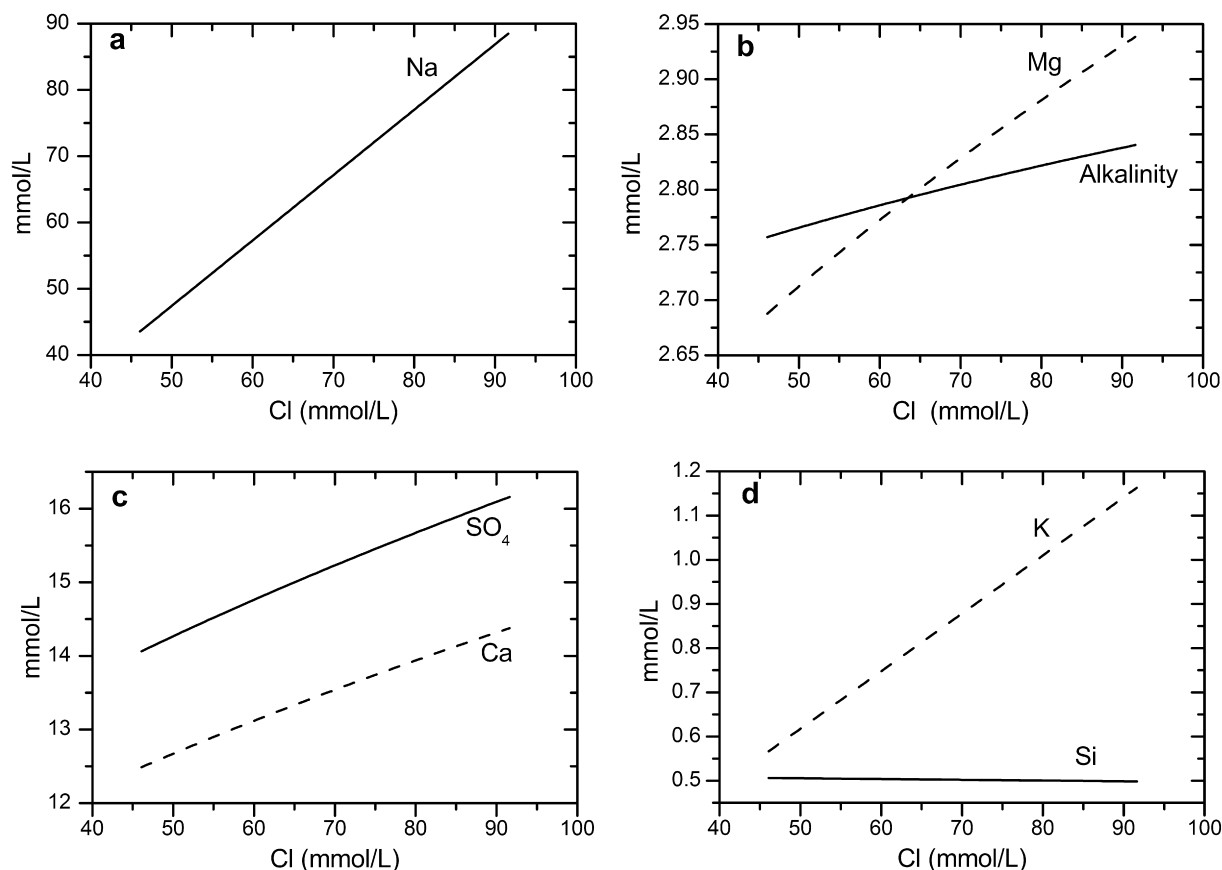 a
Na
90
80
70
60
50
40
mmol/L
40 50 60 70 80 90 100
Cl (mmol/L)
b
Mg
Alkalinity
2.95
2.90
2.85
2.80
2.75
2.70
2.65
mmol/L
40 50 60 70 80 90 100
Cl (mmol/L)
c
SO₄
Ca
16
15
14
13
12
mmol/L
40 50 60 70 80 90 100
Cl (mmol/L)
d
K
Si
1.2
1.1
1.0
0.9
0.8
0.7
0.6
0.5
mmol/L
40 50 60 70 80 90 100
Cl (mmol/L)